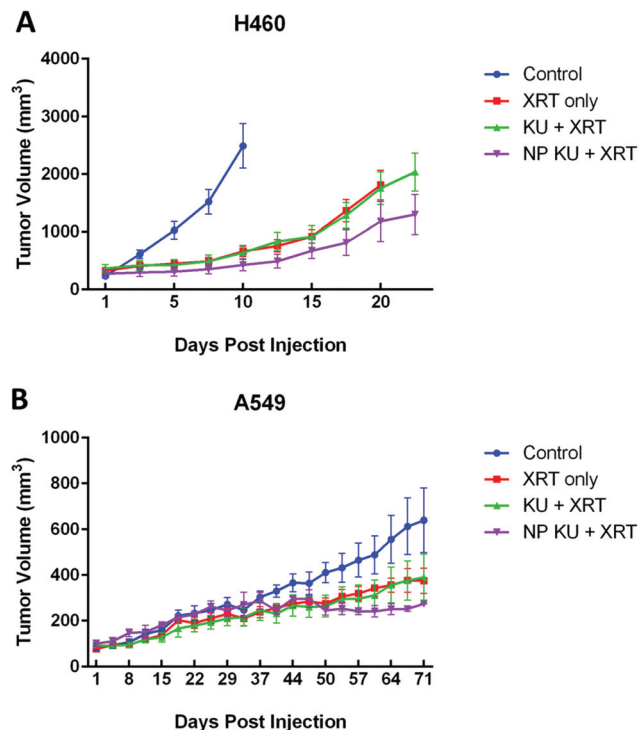 A
H460
4000
3000
2000
1000
0
Tumor Volume (mm³)
1 5 10 15 20
Days Post Injection
Control
XRT only
KU + XRT
NP KU + XRT
B
A549
1000
800
600
400
200
0
Tumor Volume (mm³)
1 8 15 22 29 37 44 50 57 64 71
Days Post Injection
Control
XRT only
KU + XRT
NP KU + XRT